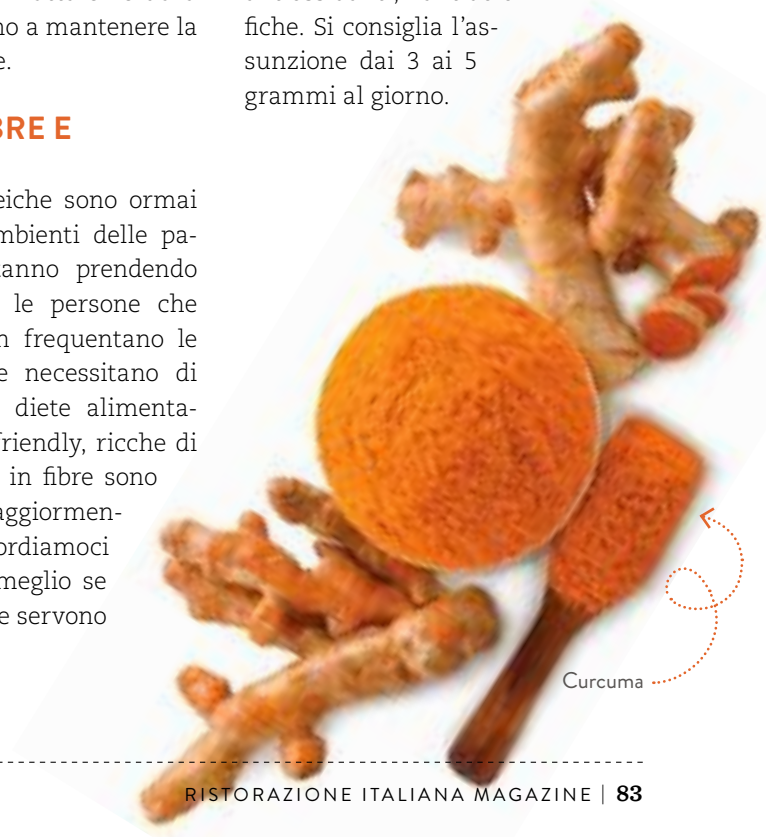 no a mantenere la
e.
BRE E
eiche sono ormai
mbienti delle pa-
anno prendendo
le persone che
n frequentano le
e necessitano di
diete alimenta-
friendly, ricche di
in fibre sono
aggiormen-
ordiamoci
meglio se
e servono
fiche. Si consiglia l’as-
sunzione dai 3 ai 5
grammi al giorno.
Curcuma
RISTORAZIONE ITALIANA MAGAZINE | 83